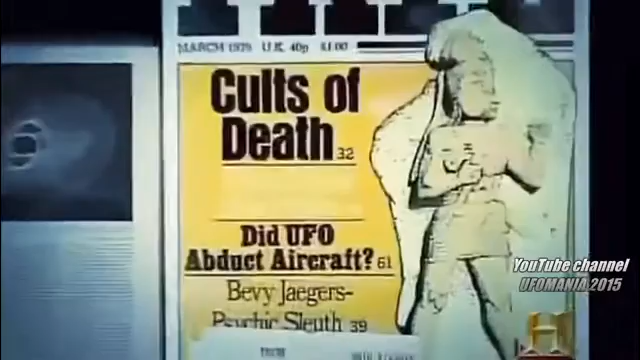 MARCH 1979 U.K. 40p $1.00
Cults of
Death 32
Did UFO
Abduct Aircraft? 61
Bevy Jaegers-
Psychic Sleuth 39
YouTube channel
UFOMANIA 2015
H